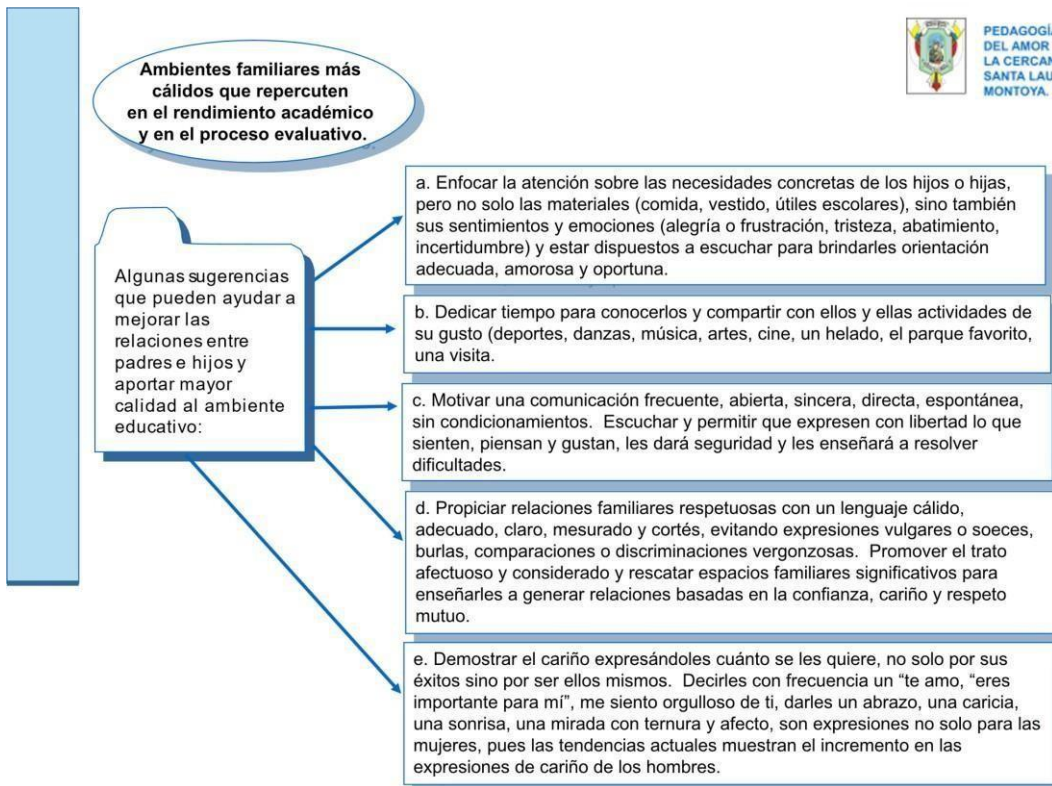 Ambientes familiares más
cálidos que repercuten
en el rendimiento académico
y en el proceso evaluativo.
PEDAGOGÍA
DEL AMOR
LA CERCAN
SANTA LAU
MONTOYA.
Algunas sugerencias
que pueden ayudar a
mejorar las
relaciones entre
padres e hijos y
aportar mayor
calidad al ambiente
educativo:
a. Enfocar la atención sobre las necesidades concretas de los hijos o hijas,
pero no solo las materiales (comida, vestido, útiles escolares), sino también
sus sentimientos y emociones (alegría o frustración, tristeza, abatimiento,
incertidumbre) y estar dispuestos a escuchar para brindarles orientación
adecuada, amorosa y oportuna.
b. Dedicar tiempo para conocerlos y compartir con ellos y ellas actividades de
su gusto (deportes, danzas, música, artes, cine, un helado, el parque favorito,
una visita.
c. Motivar una comunicación frecuente, abierta, sincera, directa, espontánea,
sin condicionamientos. Escuchar y permitir que expresen con libertad lo que
sienten, piensan y gustan, les dará seguridad y les enseñará a resolver
dificultades.
d. Propiciar relaciones familiares respetuosas con un lenguaje cálido,
adecuado, claro, mesurado y cortés, evitando expresiones vulgares o soeces,
burlas, comparaciones o discriminaciones vergonzosas. Promover el trato
afectuoso y considerado y rescatar espacios familiares significativos para
enseñarles a generar relaciones basadas en la confianza, cariño y respeto
mutuo.
e. Demostrar el cariño expresándoles cuánto se les quiere, no solo por sus
éxitos sino por ser ellos mismos. Decirles con frecuencia un “te amo, “eres
importante para mí”, me siento orgulloso de ti, darles un abrazo, una caricia,
una sonrisa, una mirada con ternura y afecto, son expresiones no solo para las
mujeres, pues las tendencias actuales muestran el incremento en las
expresiones de cariño de los hombres.